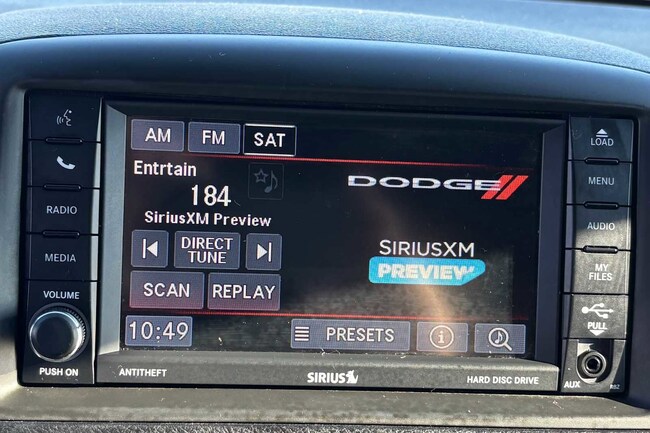 AM FM SAT
Entrtain
184
SiriusXM Preview
DIRECT
TUNE
SCAN REPLAY
10:49
PRESETS
DODGE
SIRIUSXM
PREVIEW
RADIO
MEDIA
VOLUME
PUSH ON
LOAD
MENU
AUDIO
MY
FILES
PULL
AUX
RBZ
ANTITHEFT
SIRIUS
HARD DISC DRIVE